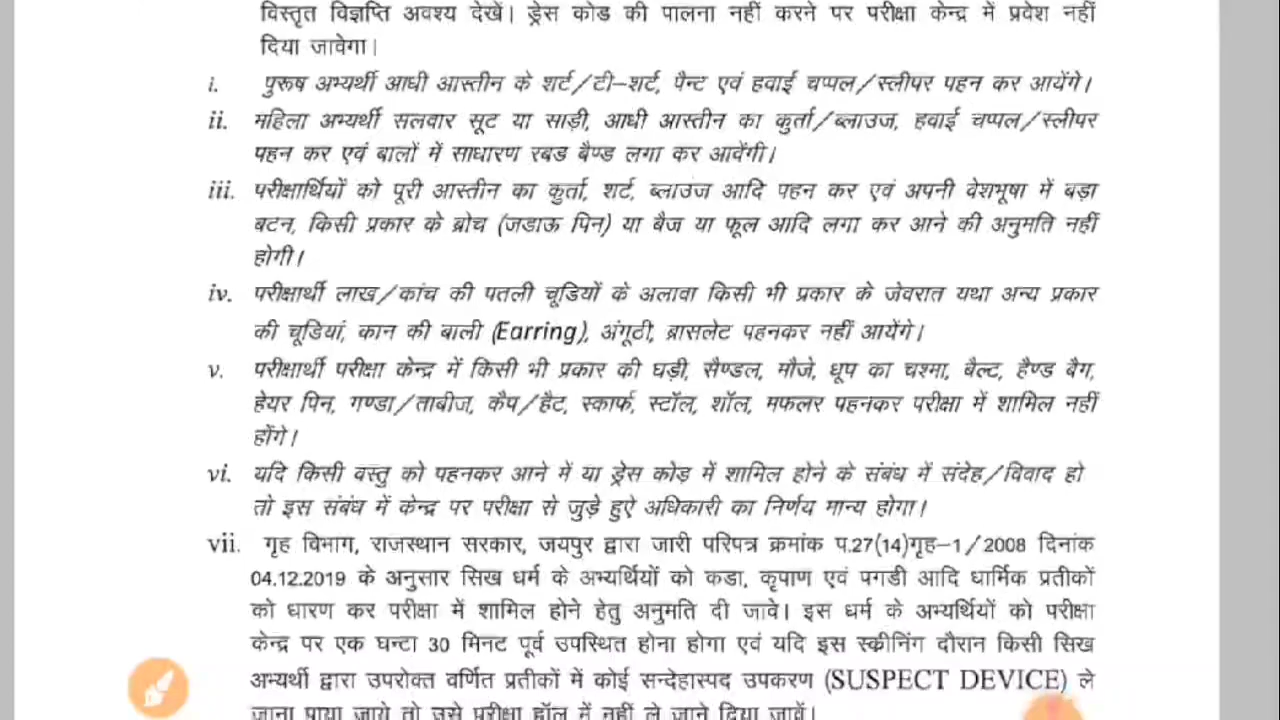 विस्तृत विज्ञप्ति अवश्य देखें। ड्रेस कोड की पालना नहीं करने पर परीक्षा केन्द्र में प्रवेश नहीं
दिया जावेगा।
i. पुरूष अभ्यर्थी आधी आस्तीन के शर्ट/टी–शर्ट, पैन्ट एवं हवाई चप्पल/स्लीपर पहन कर आयेंगे।
ii. महिला अभ्यर्थी सलवार सूट या साड़ी, आधी आस्तीन का कुर्ता/ब्लाउज, हवाई चप्पल/स्लीपर
पहन कर एवं बालों में साधारण रबड बैण्ड लगा कर आवेंगी।
iii. परीक्षार्थियों को पूरी आस्तीन का कुर्ता, शर्ट, ब्लाउंज आदि पहन कर एवं अपनी वेशभूषा में बड़ा
बटन, किसी प्रकार के ब्रोच (जडाऊ पिन) या बैज या फूल आदि लगा कर आने की अनुमति नहीं
होगी।
iv. परीक्षार्थी लाख/कांच की पतली चूडियों के अलावा किसी भी प्रकार के जेवरात यथा अन्य प्रकार
की चूडियां, कान की बाली (Earring), अंगूठी, ब्रासलेट पहनकर नहीं आयेंगे।
v. परीक्षार्थी परीक्षा केन्द्र में किसी भी प्रकार की घड़ी, सैण्डल, मौजे, धूप का चश्मा, बैल्ट, हैण्ड बैग,
हेयर पिन, गण्डा/ताबीज, कैप/हैट, स्कार्फ, स्टॉल, शॉल, मफलर पहनकर परीक्षा में शामिल नहीं
होंगे।
vi. यदि किसी वस्तु को पहनकर आने में या ड्रेस कोड़ में शामिल होने के संबंध में संदेह/विवाद हो
तो इस संबंध में केन्द्र पर परीक्षा से जुड़े हुऐ अधिकारी का निर्णय मान्य होगा।
vii. गृह विभाग, राजस्थान सरकार, जयपुर द्वारा जारी परिपत्र क्रमांक प.27(14)गृह–1/2008 दिनांक
04.12.2019 के अनुसार सिख धर्म के अभ्यर्थियों को कडा, कृपाण एवं पगडी आदि धार्मिक प्रतीकों
को धारण कर परीक्षा में शामिल होने हेतु अनुमति दी जावे। इस धर्म के अभ्यर्थियों को परीक्षा
केन्द्र पर एक घन्टा 30 मिनट पूर्व उपस्थित होना होगा एवं यदि इस स्क्रीनिंग दौरान किसी सिख
अभ्यर्थी द्वारा उपरोक्त वर्णित प्रतीकों में कोई सन्देहास्पद उपकरण (SUSPECT DEVICE) ले
जाना पाया जाये तो उसे परीक्षा हॉल में नहीं ले जाने दिया जावें।